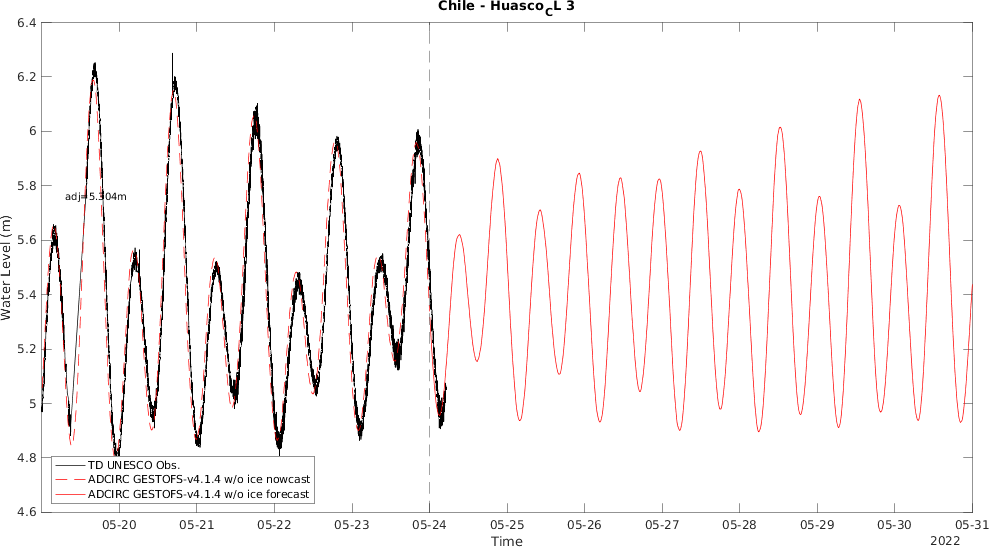 Chile - Huasco_CL 3
6.4
6.2
6
5.8
5.6
5.4
5.2
5
4.8
4.6
Water Level (m)
adj=5.304m
TD UNESCO Obs.
ADCIRC GESTOFS-v4.1.4 w/o ice nowcast
ADCIRC GESTOFS-v4.1.4 w/o ice forecast
05-20 05-21 05-22 05-23 05-24 05-25 05-26 05-27 05-28 05-29 05-30 05-31
Time
2022